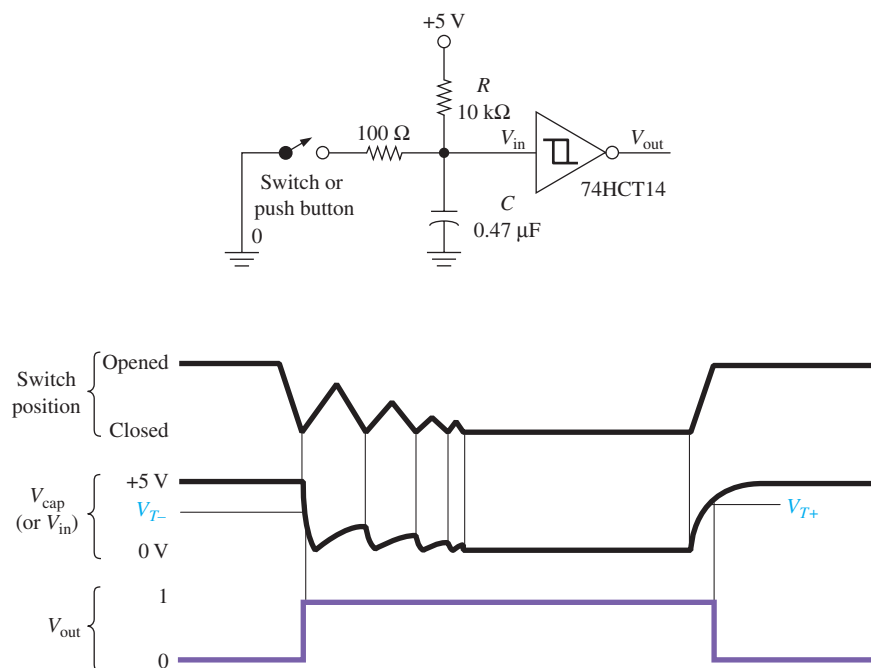 +5 V
R
10 kΩ
100 Ω
V_in
V_out
Switch or
push button
74HCT14
C
0.47 μF
0
Switch
position
Opened
Closed
V_cap
(or V_in)
+5 V
V_T−
0 V
V_T+
V_out
1
0